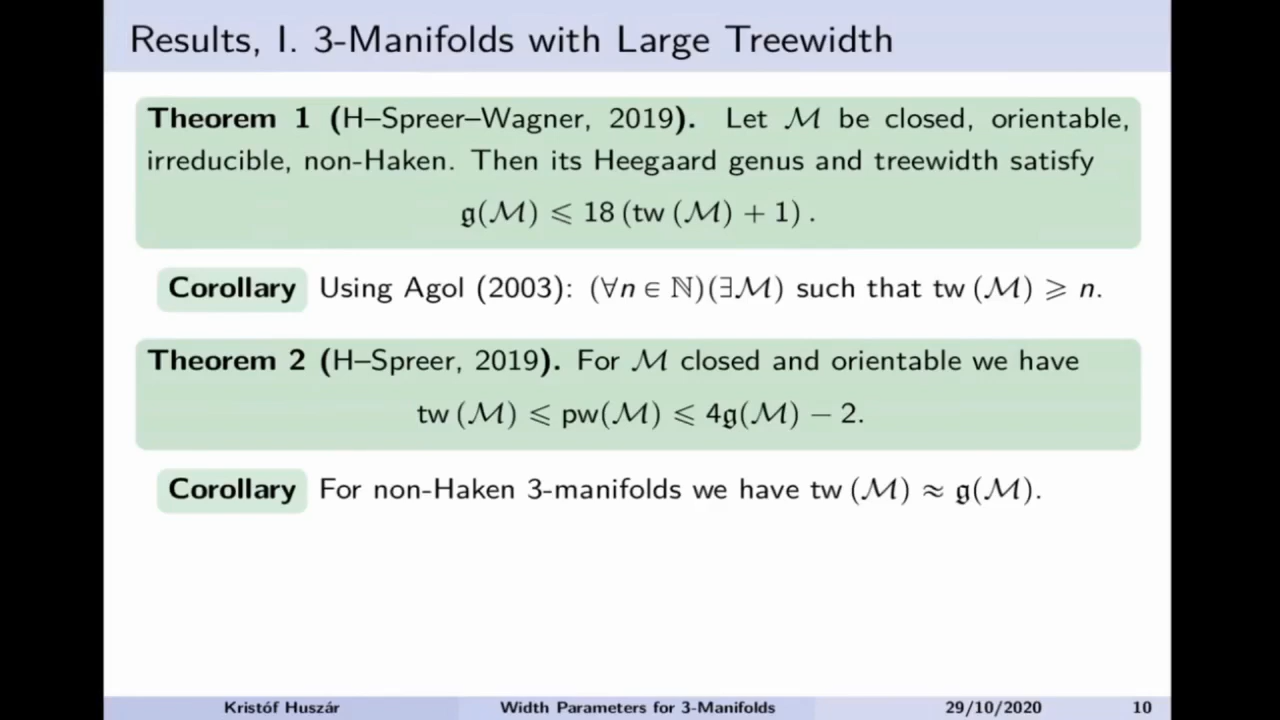 Results, I. 3-Manifolds with Large Treewidth
Theorem 1 (H–Spreer–Wagner, 2019). Let ℳ be closed, orientable,
irreducible, non-Haken. Then its Heegaard genus and treewidth satisfy
𝔤(ℳ) ⩽ 18 (tw (ℳ) + 1) .
Corollary Using Agol (2003): (∀n ∈ ℕ)(∃ℳ) such that tw (ℳ) ⩾ n.
Theorem 2 (H–Spreer, 2019). For ℳ closed and orientable we have
tw (ℳ) ⩽ pw(ℳ) ⩽ 4𝔤(ℳ) − 2.
Corollary For non-Haken 3-manifolds we have tw (ℳ) ≈ 𝔤(ℳ).
Kristóf Huszár Width Parameters for 3-Manifolds 29/10/2020 10